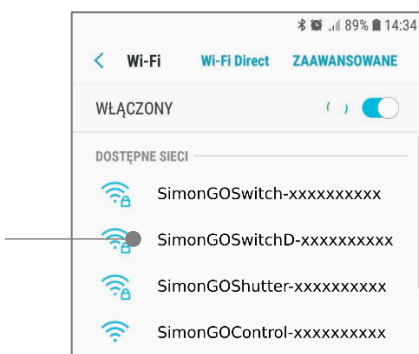 89% 14:34
Wi-Fi Wi-Fi Direct ZAAWANSOWANE
WŁĄCZONY
DOSTĘPNE SIECI
SimonGOSwitch-xxxxxxxxxx
SimonGOSwitchD-xxxxxxxxxx
SimonGOShutter-xxxxxxxxxx
SimonGOControl-xxxxxxxxxx